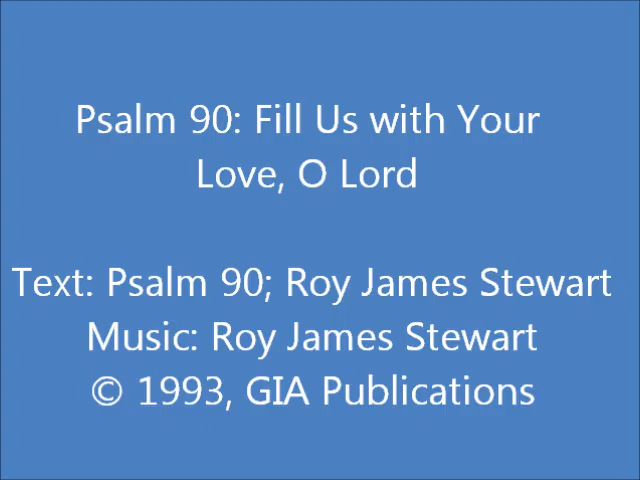 Psalm 90: Fill Us with Your
Love, O Lord
Text: Psalm 90; Roy James Stewart
Music: Roy James Stewart
© 1993, GIA Publications